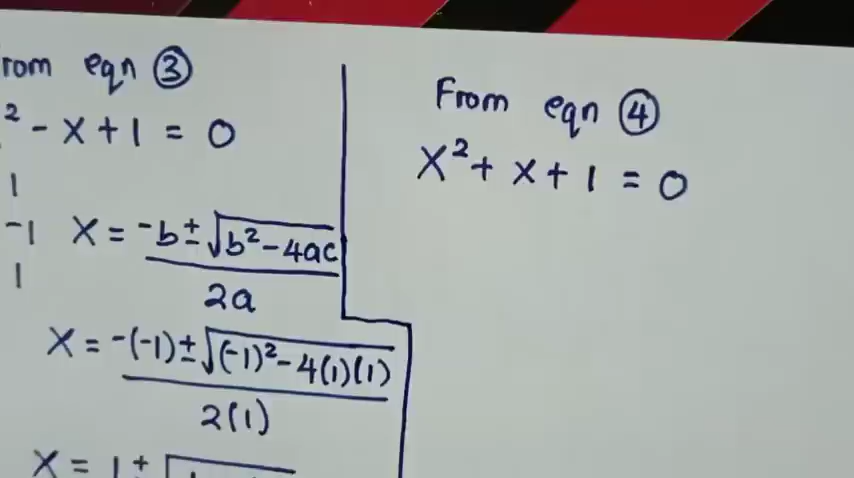 rom eqn ③
² - x + 1 = 0
1
-1 x = -b ± √b² - 4ac
2a
1
x = -(-1) ± √(-1)² - 4(1)(1)
2(1)
x = 1 ±
From eqn ④
x² + x + 1 = 0